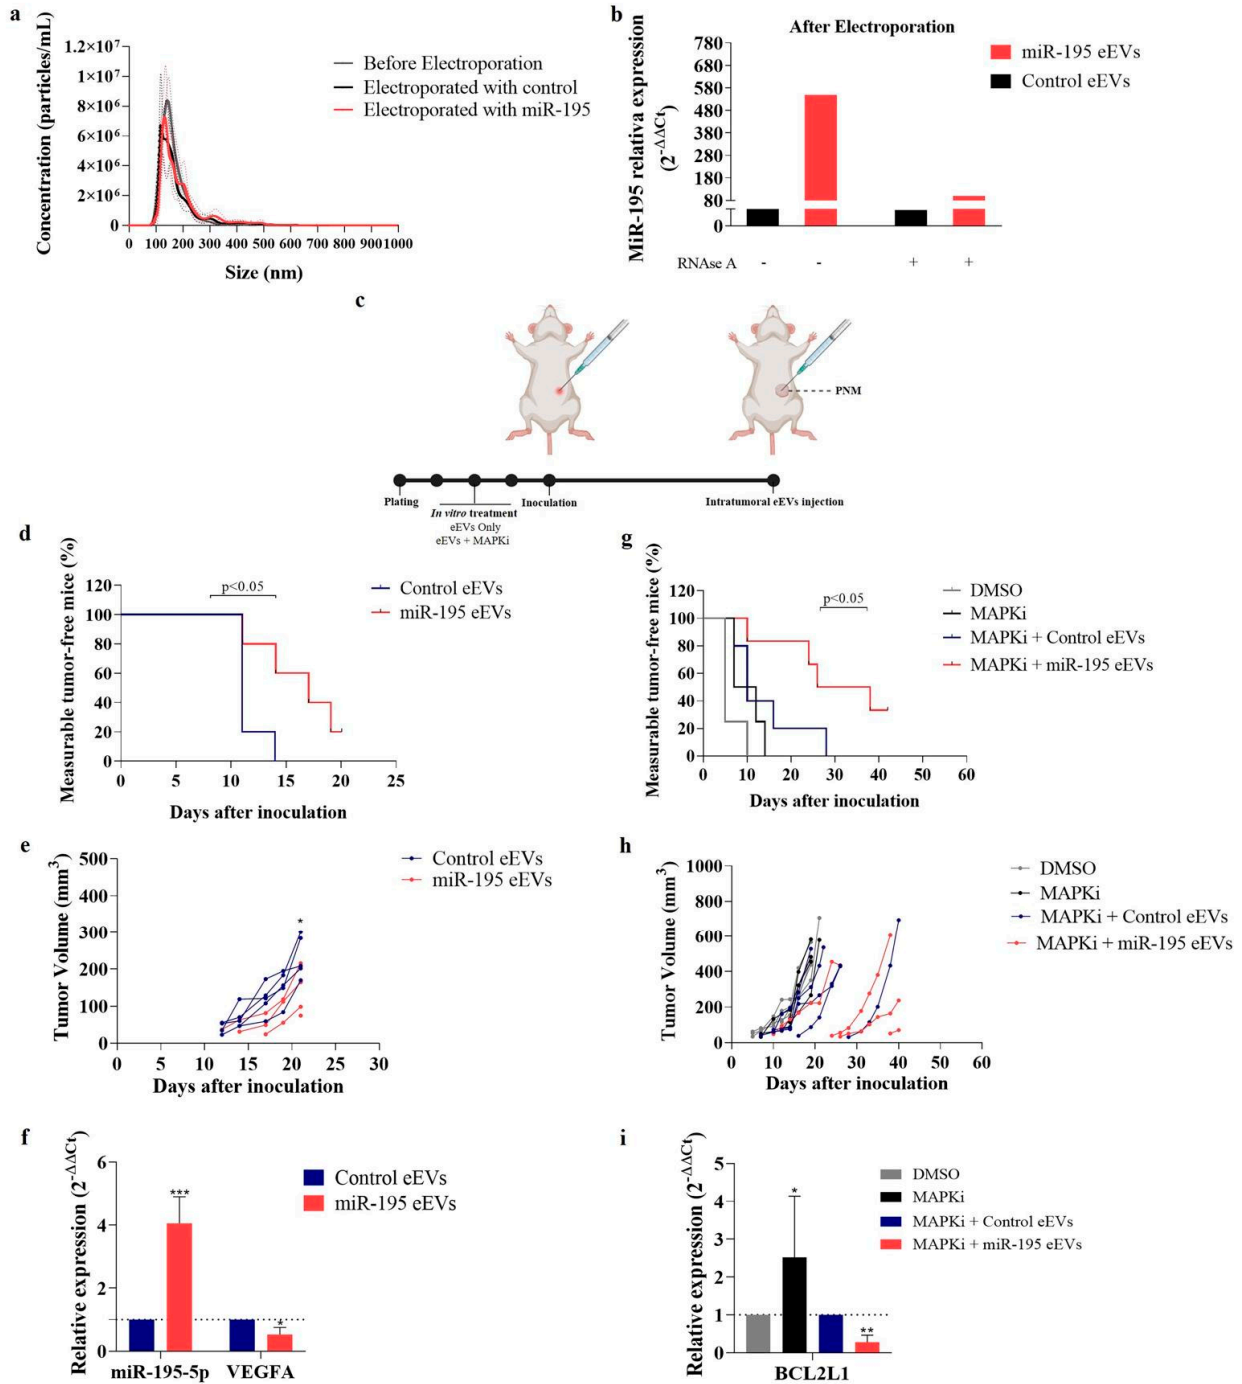 a
Concentration (particles/mL)
1.2×10⁷
1×10⁷
8×10⁶
6×10⁶
4×10⁶
2×10⁶
0
0 100 200 300 400 500 600 700 800 900 1000
Size (nm)
Before Electroporation
Electroporated with control
Electroporated with miR-195
b
After Electroporation
MiR-195 relativa expression
(2^-ΔΔCt)
780
680
580
480
380
280
180
80
0
RNAse A - - + +
miR-195 eEVs
Control eEVs
c
PNM
Plating
In vitro treatment
eEVs Only
eEVs + MAPKi
Inoculation
Intratumoral eEVs injection
d
Measurable tumor-free mice (%)
120
100
80
60
40
20
0
0 5 10 15 20 25
Days after inoculation
p<0.05
Control eEVs
miR-195 eEVs
g
Measurable tumor-free mice (%)
120
100
80
60
40
20
0
0 10 20 30 40 50 60
Days after inoculation
p<0.05
DMSO
MAPKi
MAPKi + Control eEVs
MAPKi + miR-195 eEVs
e
Tumor Volume (mm³)
500
400
300
200
100
0
0 5 10 15 20 25 30
Days after inoculation
*
Control eEVs
miR-195 eEVs
h
Tumor Volume (mm³)
1000
800
600
400
200
0
0 10 20 30 40 50 60
Days after inoculation
DMSO
MAPKi
MAPKi + Control eEVs
MAPKi + miR-195 eEVs
f
Relative expression (2^-ΔΔCt)
6
4
2
0
***
*
miR-195-5p VEGFA
Control eEVs
miR-195 eEVs
i
Relative expression (2^-ΔΔCt)
5
4
3
2
1
0
*
**
BCL2L1
DMSO
MAPKi
MAPKi + Control eEVs
MAPKi + miR-195 eEVs